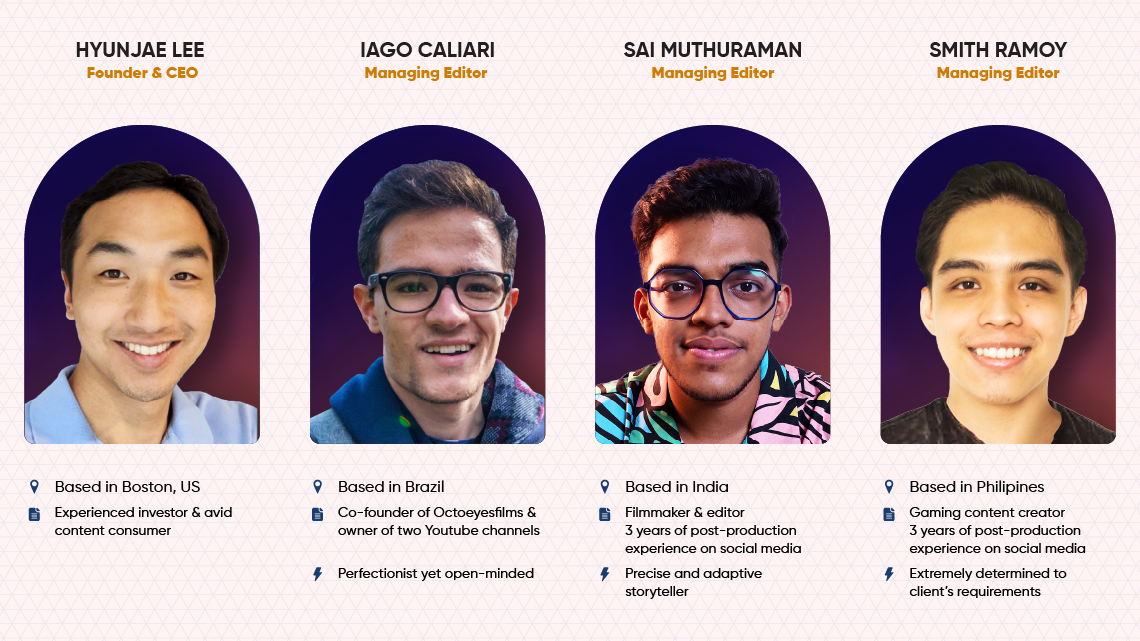 HYUNJAE LEE
Founder & CEO
Based in Boston, US
Experienced investor & avid
content consumer
IAGO CALIARI
Managing Editor
Based in Brazil
Co-founder of Octoeyesfilms &
owner of two Youtube channels
Perfectionist yet open-minded
SAI MUTHURAMAN
Managing Editor
Based in India
Filmmaker & editor
3 years of post-production
experience on social media
Precise and adaptive
storyteller
SMITH RAMOY
Managing Editor
Based in Philipines
Gaming content creator
3 years of post-production
experience on social media
Extremely determined to
client's requirements